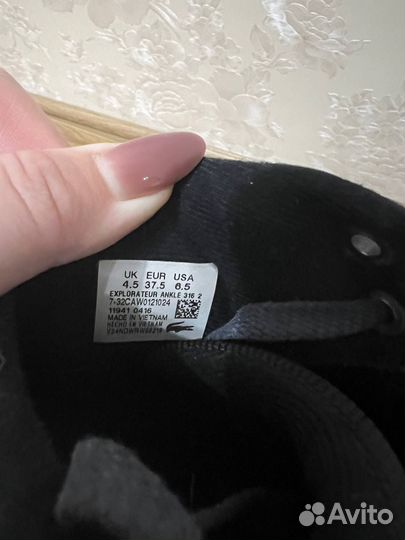 UK EUR USA
4.5 37.5 6.5
EXPLORATEUR ANKLE 316 2
7-32CAW0121024
11941 0416
MADE IN VIETNAM
HECHO EN VIETNAM
Avito